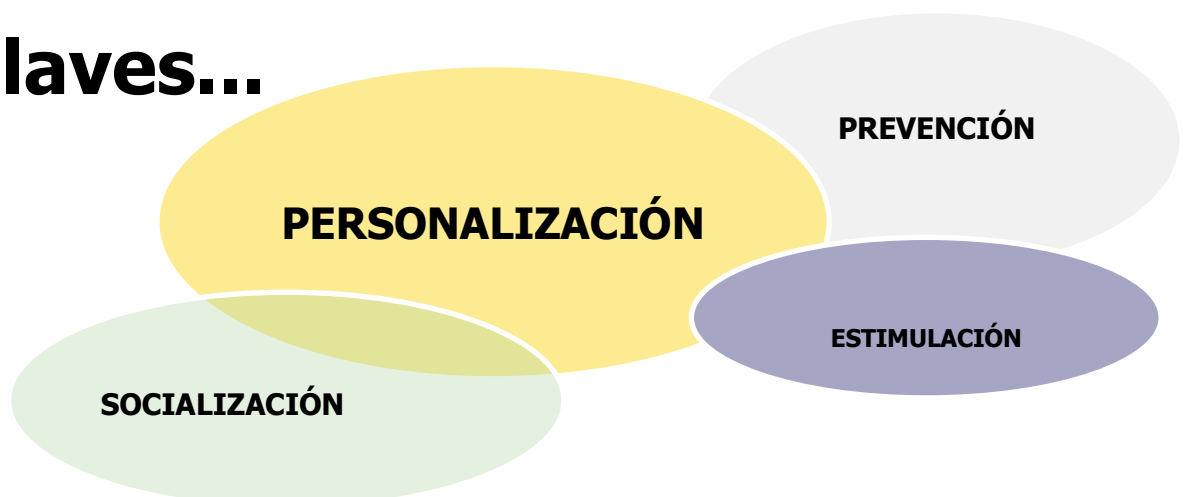 laves...
PREVENCIÓN
PERSONALIZACIÓN
ESTIMULACIÓN
SOCIALIZACIÓN